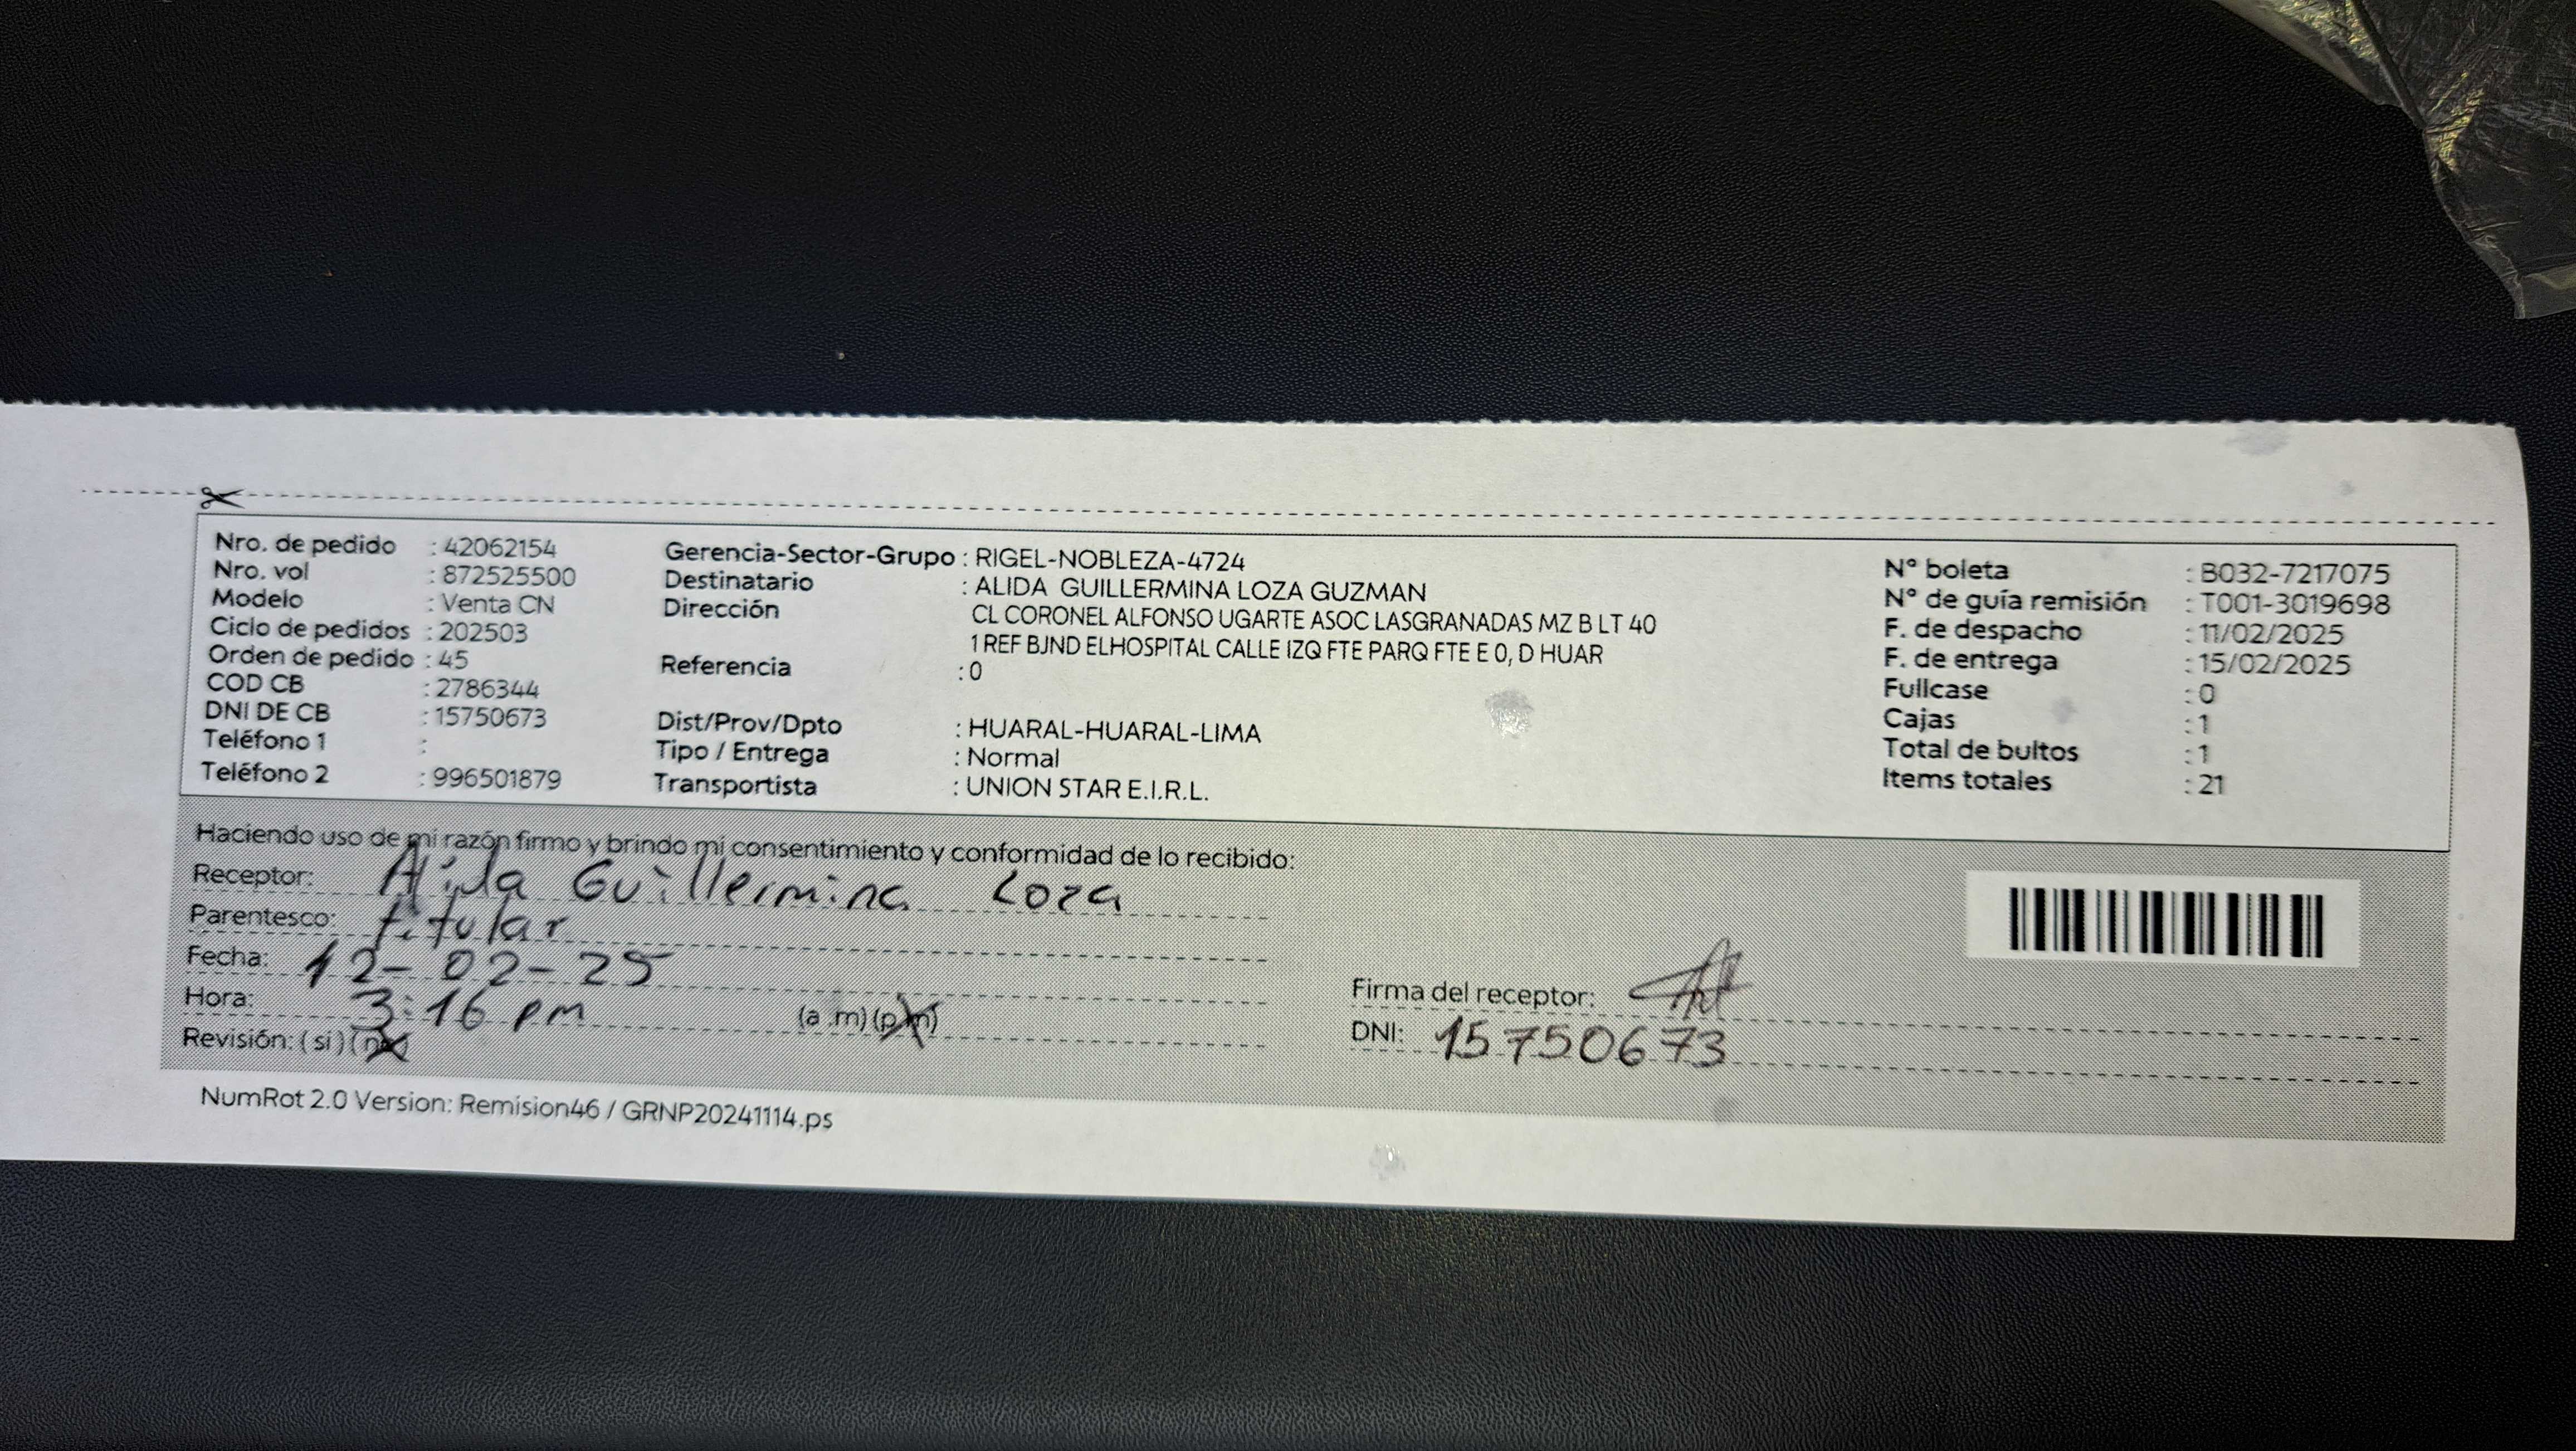 Nro. de pedido : 42062154
Nro. vol : 872525500
Modelo : Venta CN
Ciclo de pedidos : 202503
Orden de pedido : 45
COD CB : 2786344
DNI DE CB : 15750673
Teléfono 1 :
Teléfono 2 : 996501879
Gerencia-Sector-Grupo : RIGEL-NOBLEZA-4724
Destinatario : ALIDA GUILLERMINA LOZA GUZMAN
Dirección CL CORONEL ALFONSO UGARTE ASOC LASGRANADAS MZ B LT 40
1 REF BJND ELHOSPITAL CALLE IZQ FTE PARQ FTE E 0, D HUAR
Referencia : 0
Dist/Prov/Dpto : HUARAL-HUARAL-LIMA
Tipo / Entrega : Normal
Transportista : UNION STAR E.I.R.L.
N° boleta : B032-7217075
N° de guía remisión : T001-3019698
F. de despacho : 11/02/2025
F. de entrega : 15/02/2025
Fullcase : 0
Cajas : 1
Total de bultos : 1
Items totales : 21
Haciendo uso de mi razón firmo y brindo mi consentimiento y conformidad de lo recibido:
Receptor: Alida Guillermina Loza
Parentesco: titular
Fecha: 12-02-25
Hora: 3:16 pm (a.m) (p.m)
Revisión: (si) (no)
Firma del receptor:
DNI: 15750673
NumRot 2.0 Version: Remision46 / GRNP20241114.ps